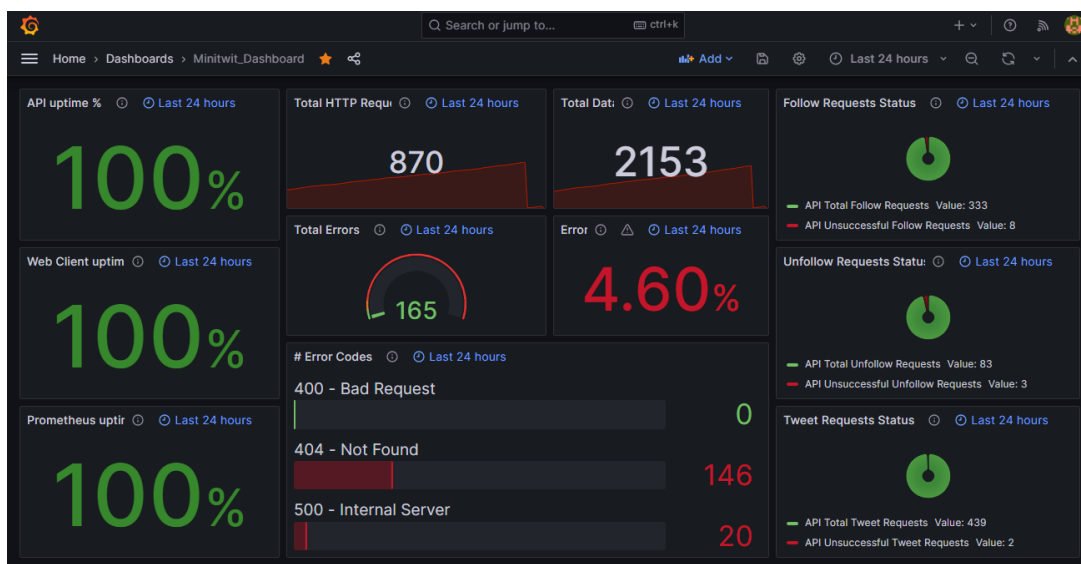 Search or jump to... ctrl+k
Home › Dashboards › Minitwit_Dashboard Add Last 24 hours
API uptime % Last 24 hours
100%
Web Client uptim Last 24 hours
100%
Prometheus uptir Last 24 hours
100%
Total HTTP Requ Last 24 hours
870
Total Data Last 24 hours
2153
Total Errors Last 24 hours
165
Error Last 24 hours
4.60%
# Error Codes Last 24 hours
400 - Bad Request
0
404 - Not Found
146
500 - Internal Server
20
Follow Requests Status Last 24 hours
API Total Follow Requests Value: 333
API Unsuccessful Follow Requests Value: 8
Unfollow Requests Status Last 24 hours
API Total Unfollow Requests Value: 83
API Unsuccessful Unfollow Requests Value: 3
Tweet Requests Status Last 24 hours
API Total Tweet Requests Value: 439
API Unsuccessful Tweet Requests Value: 2